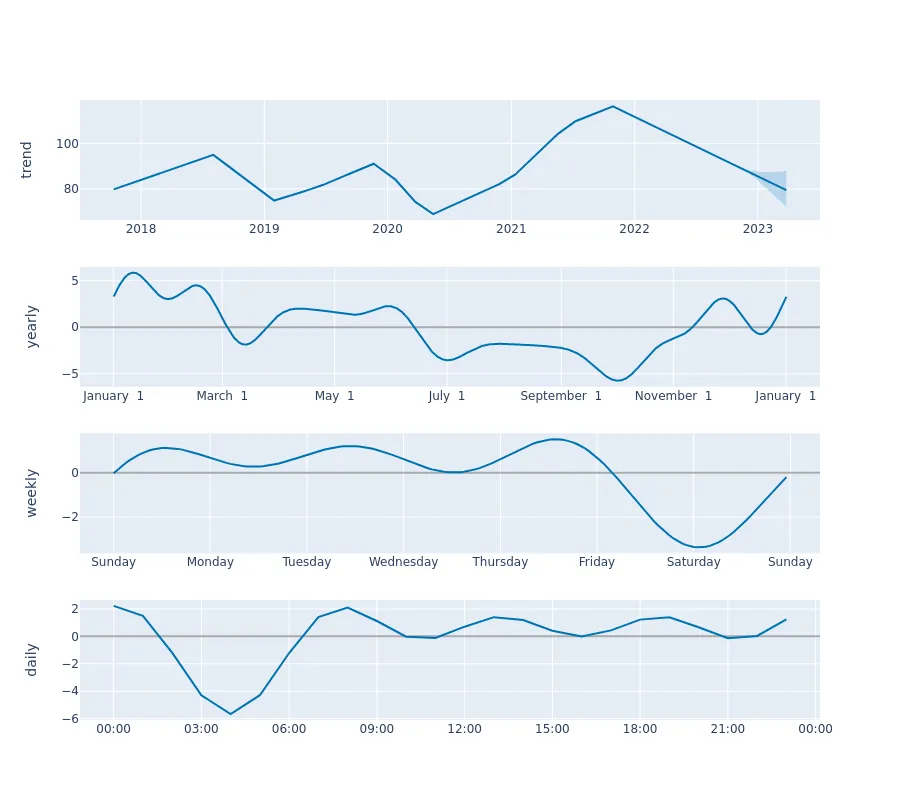 trend
100
80
2018 2019 2020 2021 2022 2023
yearly
5
0
−5
January 1 March 1 May 1 July 1 September 1 November 1 January 1
weekly
0
−2
Sunday Monday Tuesday Wednesday Thursday Friday Saturday Sunday
daily
2
0
−2
−4
−6
00:00 03:00 06:00 09:00 12:00 15:00 18:00 21:00 00:00